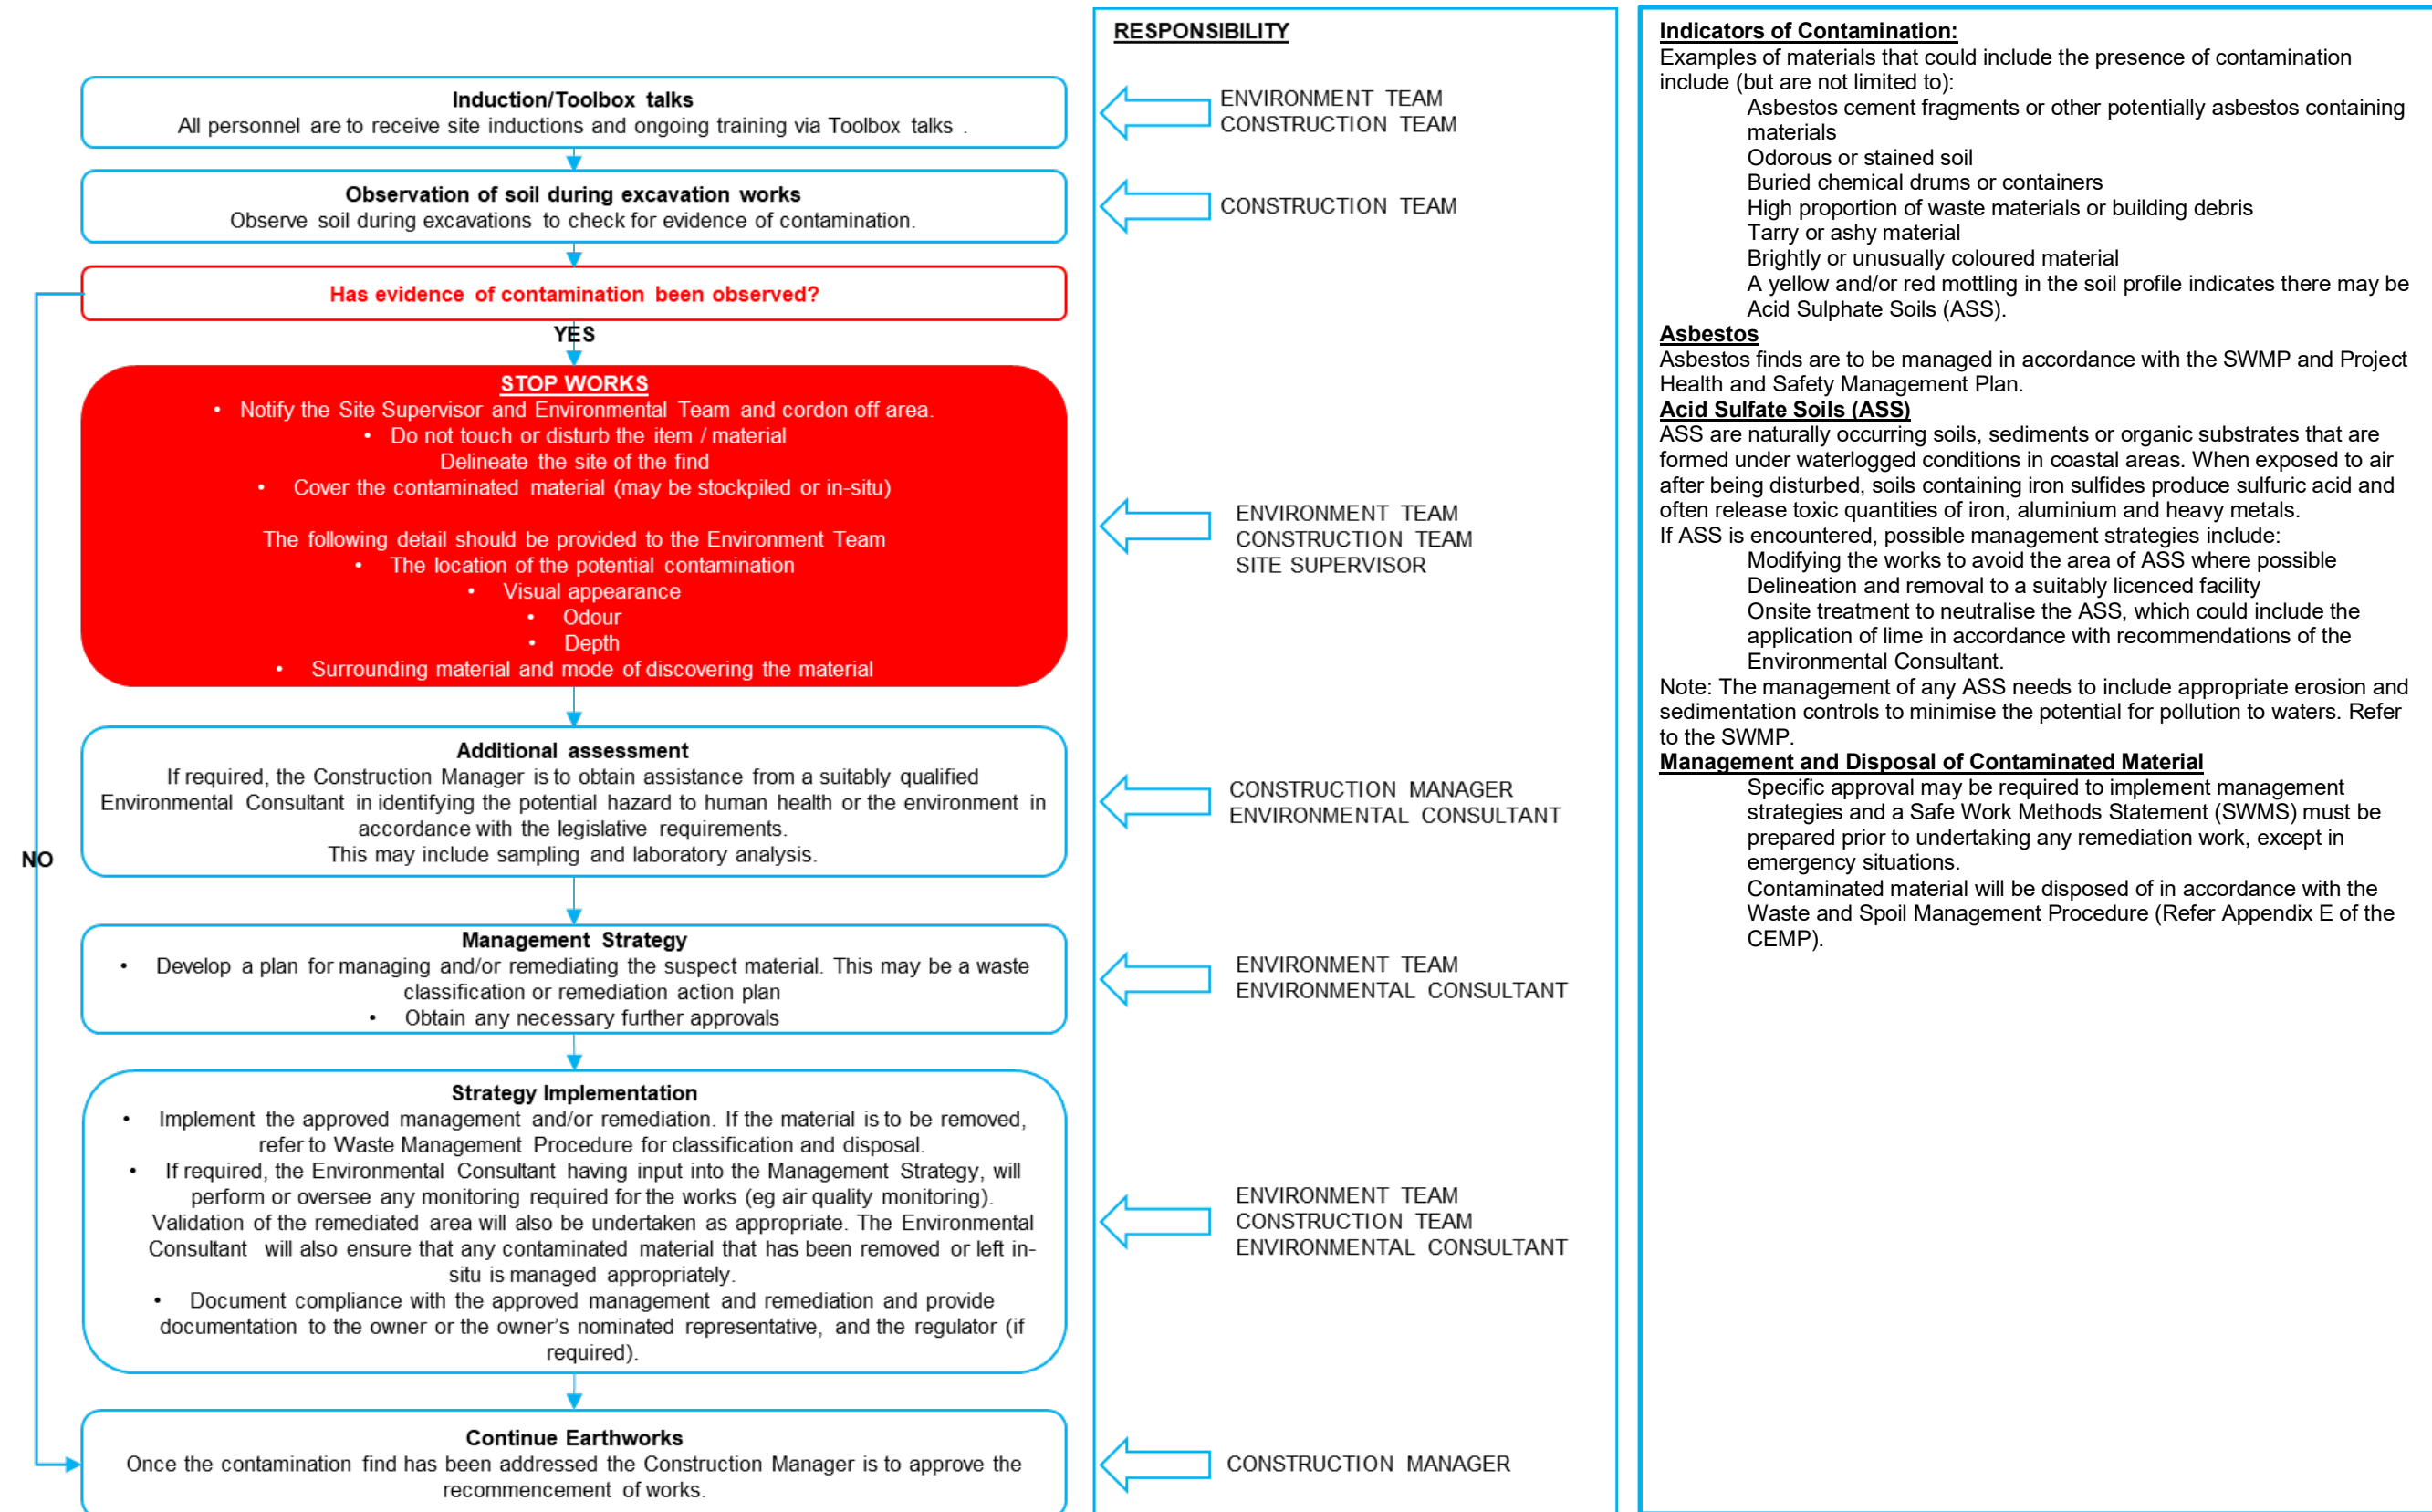 Induction/Toolbox talks
All personnel are to receive site inductions and ongoing training via Toolbox talks .
Observation of soil during excavation works
Observe soil during excavations to check for evidence of contamination.
Has evidence of contamination been observed?
YES
STOP WORKS
• Notify the Site Supervisor and Environmental Team and cordon off area.
• Do not touch or disturb the item / material
Delineate the site of the find
• Cover the contaminated material (may be stockpiled or in-situ)
The following detail should be provided to the Environment Team
• The location of the potential contamination
• Visual appearance
• Odour
• Depth
• Surrounding material and mode of discovering the material
Additional assessment
If required, the Construction Manager is to obtain assistance from a suitably qualified
Environmental Consultant in identifying the potential hazard to human health or the environment in
accordance with the legislative requirements.
This may include sampling and laboratory analysis.
NO
Management Strategy
• Develop a plan for managing and/or remediating the suspect material. This may be a waste
classification or remediation action plan
• Obtain any necessary further approvals
Strategy Implementation
• Implement the approved management and/or remediation. If the material is to be removed,
refer to Waste Management Procedure for classification and disposal.
• If required, the Environmental Consultant having input into the Management Strategy, will
perform or oversee any monitoring required for the works (eg air quality monitoring).
Validation of the remediated area will also be undertaken as appropriate. The Environmental
Consultant will also ensure that any contaminated material that has been removed or left in-
situ is managed appropriately.
• Document compliance with the approved management and remediation and provide
documentation to the owner or the owner's nominated representative, and the regulator (if
required).
Continue Earthworks
Once the contamination find has been addressed the Construction Manager is to approve the
recommencement of works.
RESPONSIBILITY
ENVIRONMENT TEAM
CONSTRUCTION TEAM
CONSTRUCTION TEAM
ENVIRONMENT TEAM
CONSTRUCTION TEAM
SITE SUPERVISOR
CONSTRUCTION MANAGER
ENVIRONMENTAL CONSULTANT
ENVIRONMENT TEAM
ENVIRONMENTAL CONSULTANT
ENVIRONMENT TEAM
CONSTRUCTION TEAM
ENVIRONMENTAL CONSULTANT
CONSTRUCTION MANAGER
Indicators of Contamination:
Examples of materials that could include the presence of contamination
include (but are not limited to):
Asbestos cement fragments or other potentially asbestos containing
materials
Odorous or stained soil
Buried chemical drums or containers
High proportion of waste materials or building debris
Tarry or ashy material
Brightly or unusually coloured material
A yellow and/or red mottling in the soil profile indicates there may be
Acid Sulphate Soils (ASS).
Asbestos
Asbestos finds are to be managed in accordance with the SWMP and Project
Health and Safety Management Plan.
Acid Sulfate Soils (ASS)
ASS are naturally occurring soils, sediments or organic substrates that are
formed under waterlogged conditions in coastal areas. When exposed to air
after being disturbed, soils containing iron sulfides produce sulfuric acid and
often release toxic quantities of iron, aluminium and heavy metals.
If ASS is encountered, possible management strategies include:
Modifying the works to avoid the area of ASS where possible
Delineation and removal to a suitably licenced facility
Onsite treatment to neutralise the ASS, which could include the
application of lime in accordance with recommendations of the
Environmental Consultant.
Note: The management of any ASS needs to include appropriate erosion and
sedimentation controls to minimise the potential for pollution to waters. Refer
to the SWMP.
Management and Disposal of Contaminated Material
Specific approval may be required to implement management
strategies and a Safe Work Methods Statement (SWMS) must be
prepared prior to undertaking any remediation work, except in
emergency situations.
Contaminated material will be disposed of in accordance with the
Waste and Spoil Management Procedure (Refer Appendix E of the
CEMP).